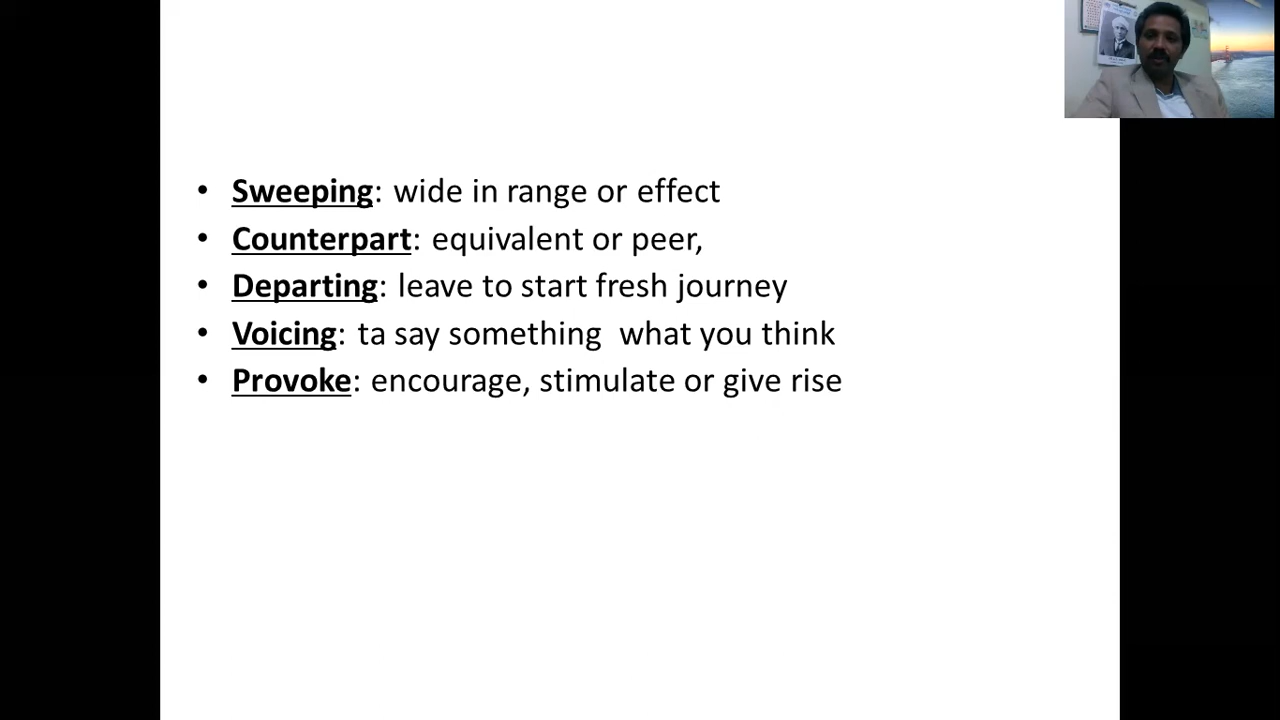 • Sweeping: wide in range or effect
• Counterpart: equivalent or peer,
• Departing: leave to start fresh journey
• Voicing: ta say something  what you think
• Provoke: encourage, stimulate or give rise